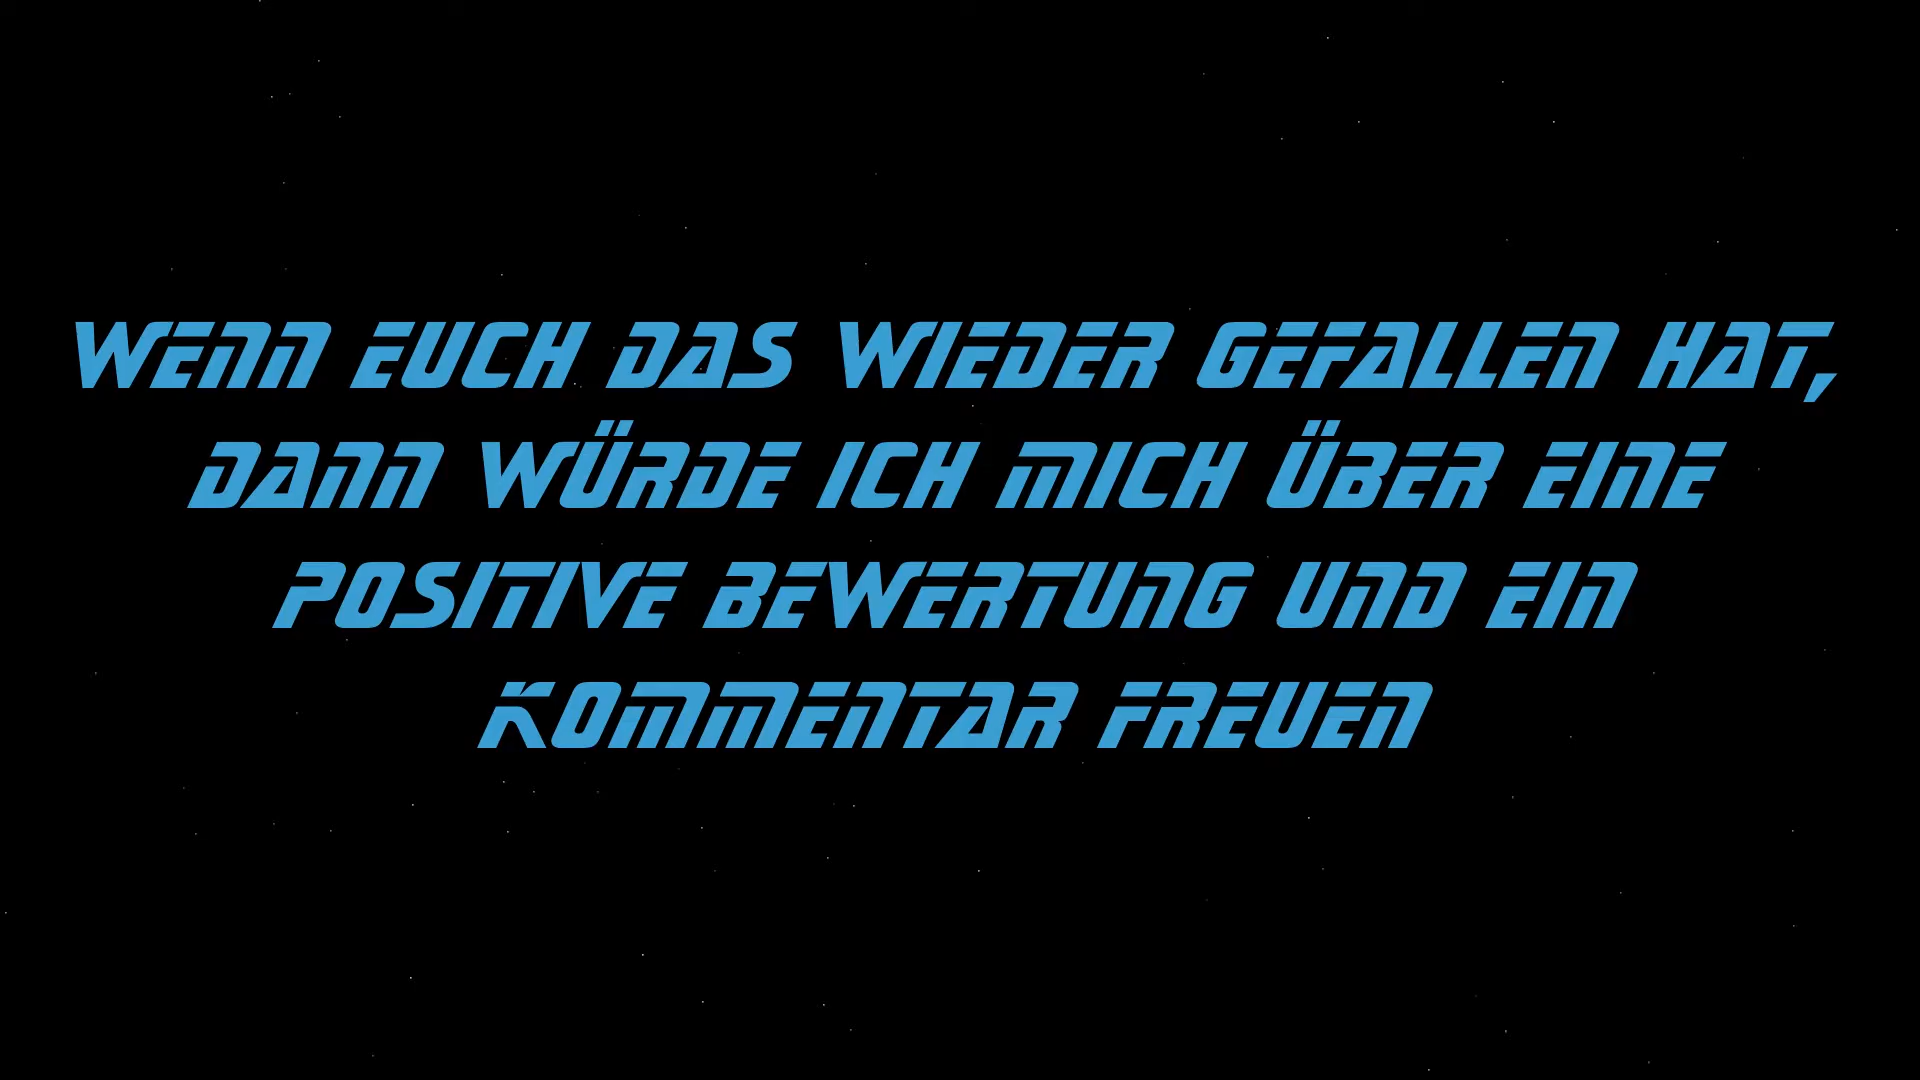 WENN EUCH DAS WIEDER GEFALLEN HAT,
DANN WÜRDE ICH MICH ÜBER EINE
POSITIVE BEWERTUNG UND EIN
KOMMENTAR FREUEN